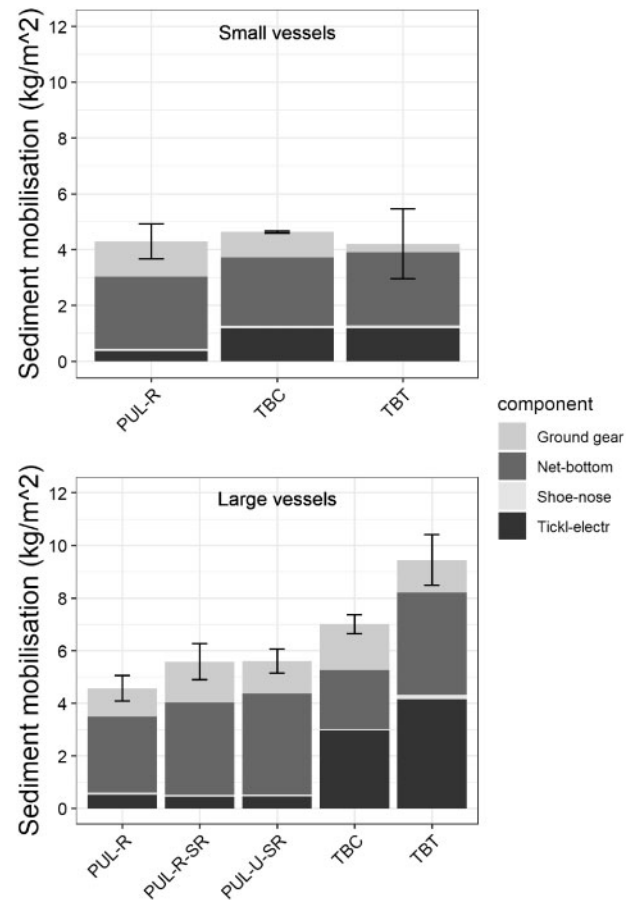 Small vessels
Sediment mobilisation (kg/m^2)
12
10
8
6
4
2
0
PUL-R
TBC
TBT
component
Ground gear
Net-bottom
Shoe-nose
Tickl-electr
Large vessels
Sediment mobilisation (kg/m^2)
12
10
8
6
4
2
0
PUL-R
PUL-R-SR
PUL-U-SR
TBC
TBT